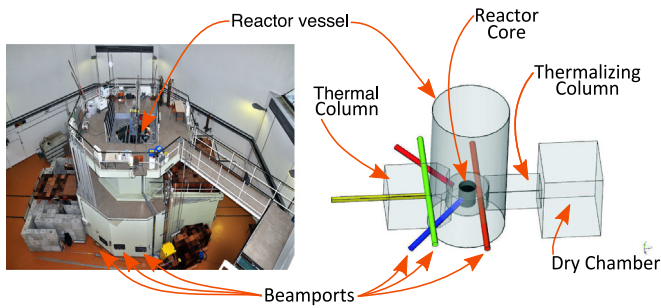 Reactor vessel
Reactor
Core
Thermal
Column
Thermalizing
Column
Dry Chamber
Beamports